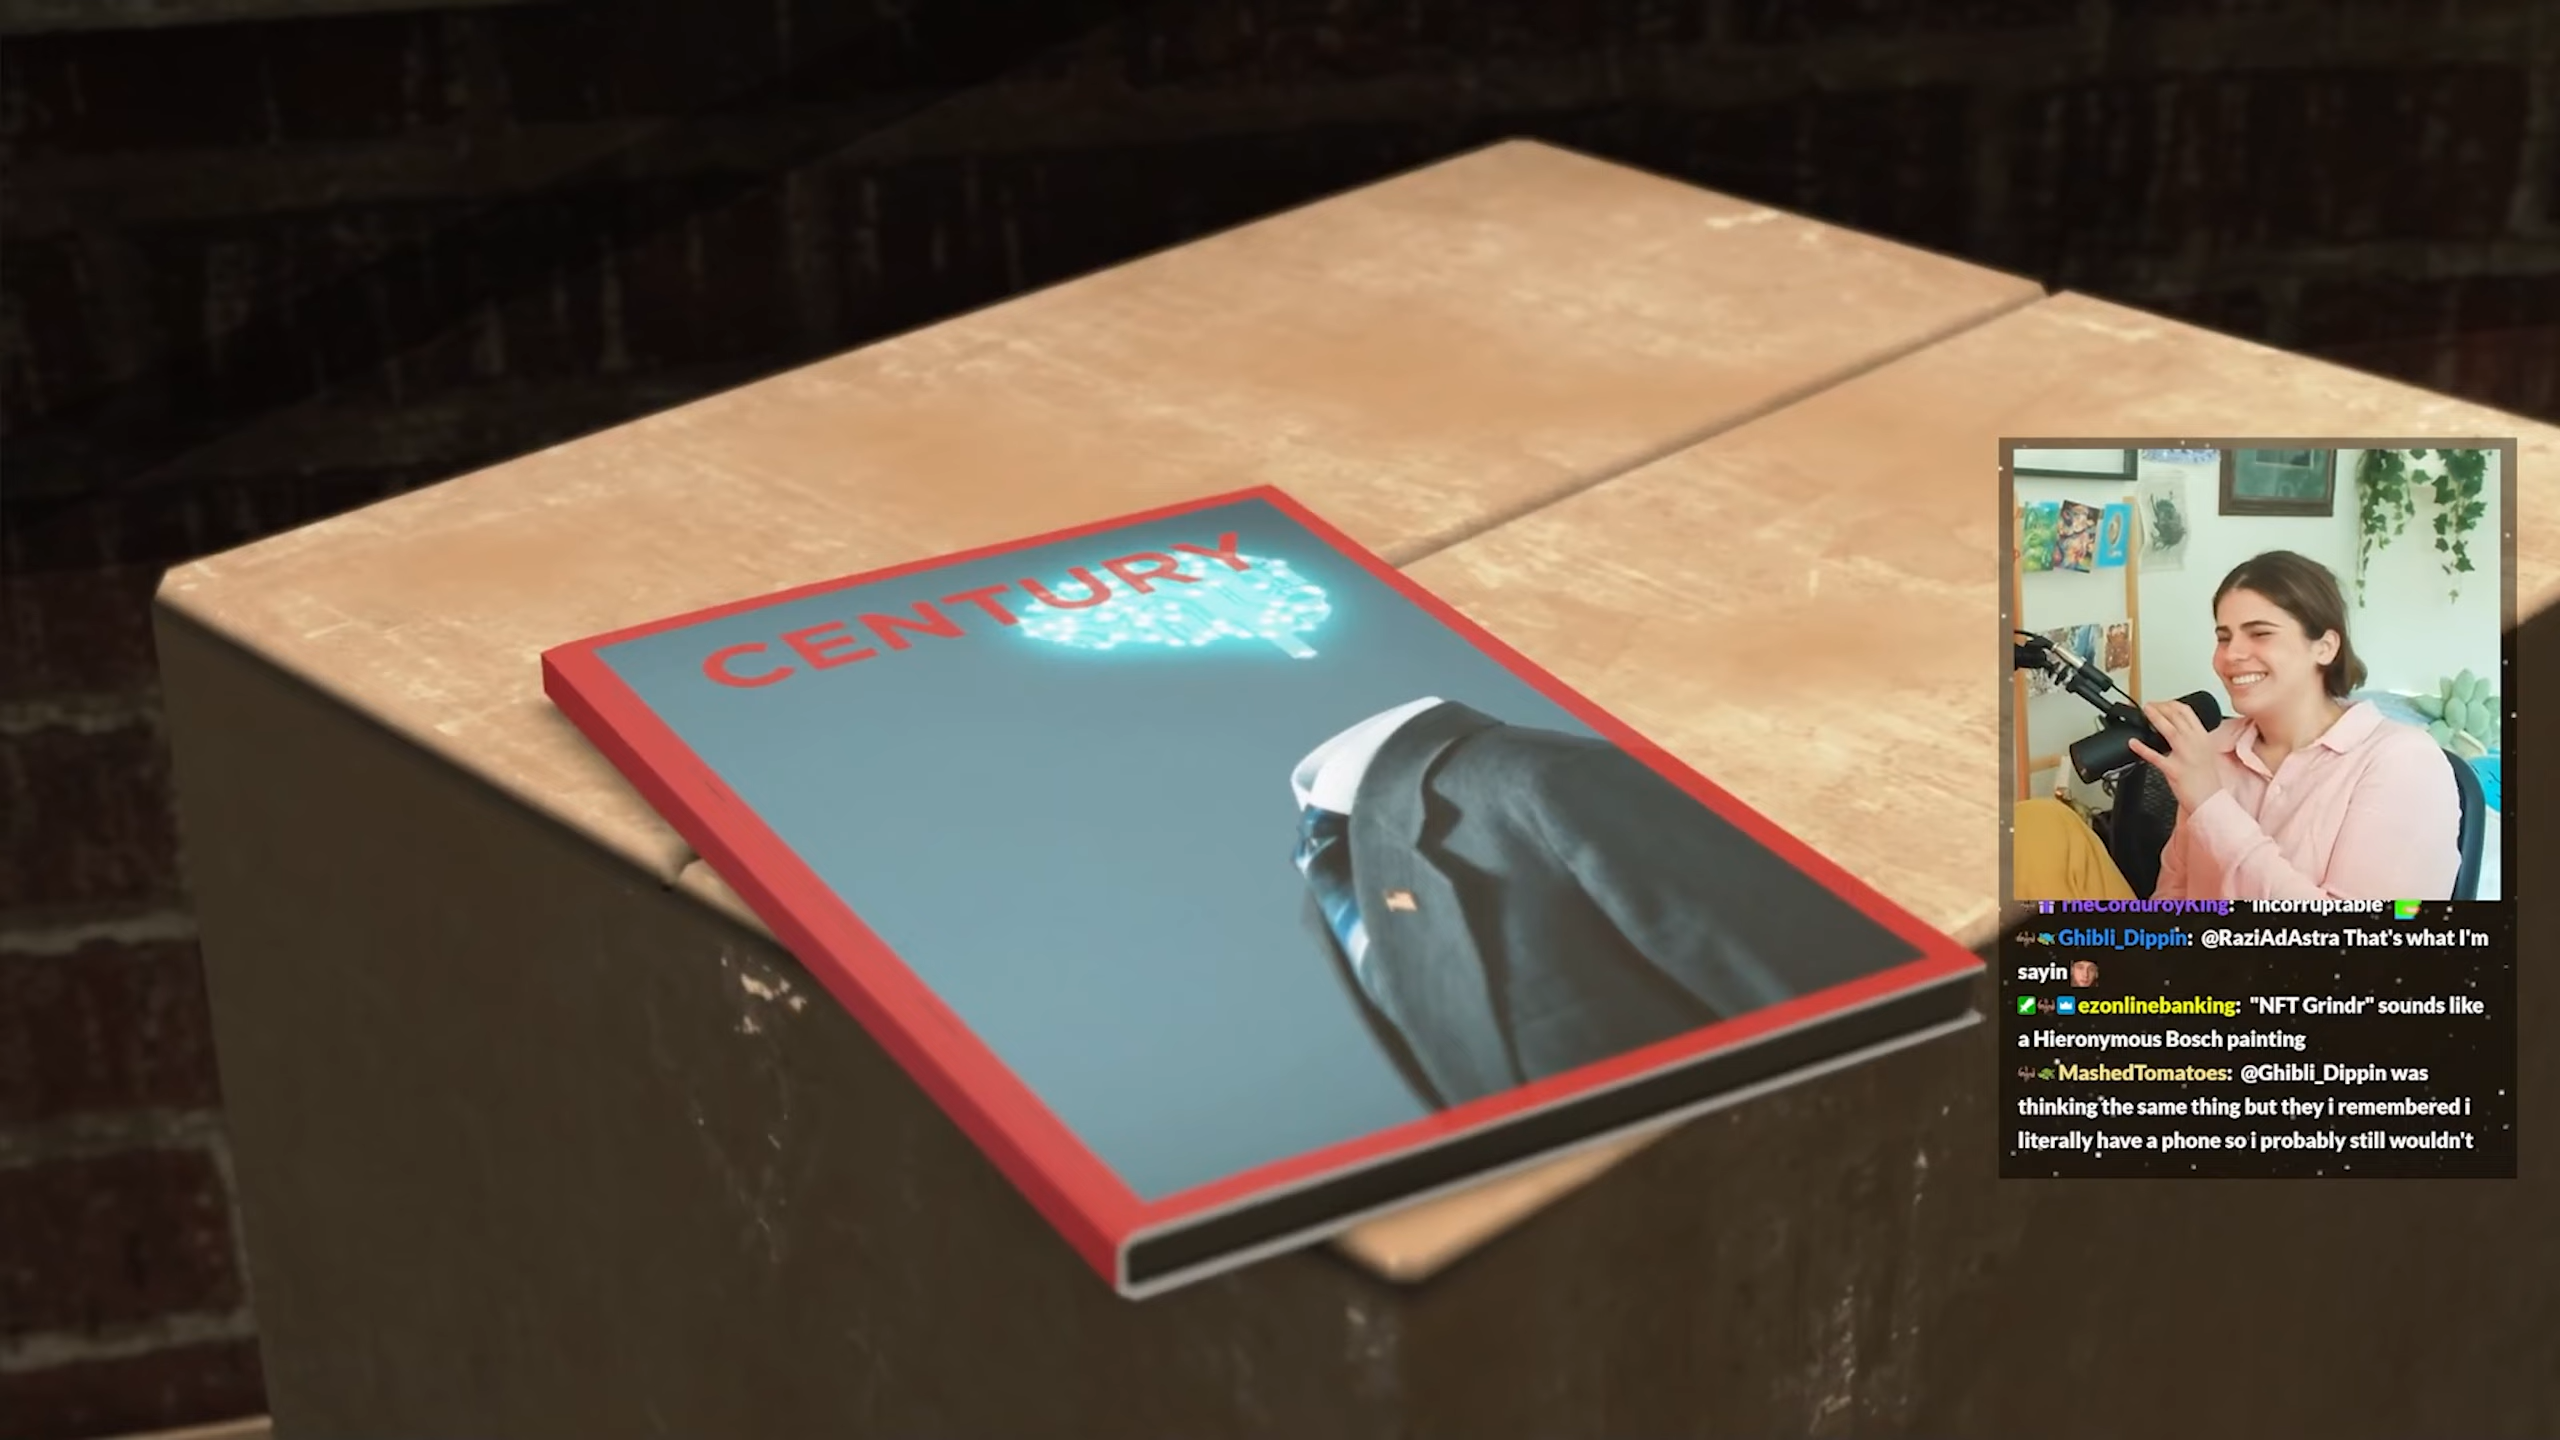 CENTURY
TheCorduroyKing: "Incorruptable"
Ghibli_Dippin: @RaziAdAstra That's what I'm
sayin
ezonlinebanking: "NFT Grindr" sounds like
a Hieronymous Bosch painting
MashedTomatoes: @Ghibli_Dippin was
thinking the same thing but they i remembered i
literally have a phone so i probably still wouldn't